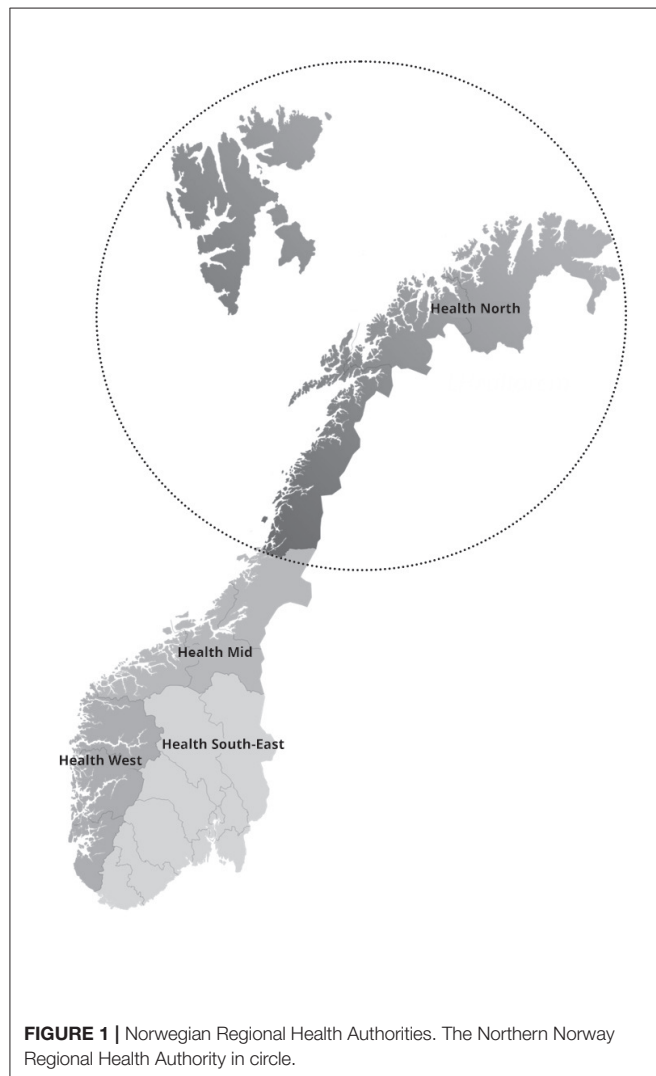 Health North
Health Mid
Health South-East
Health West
FIGURE 1 | Norwegian Regional Health Authorities. The Northern Norway
Regional Health Authority in circle.